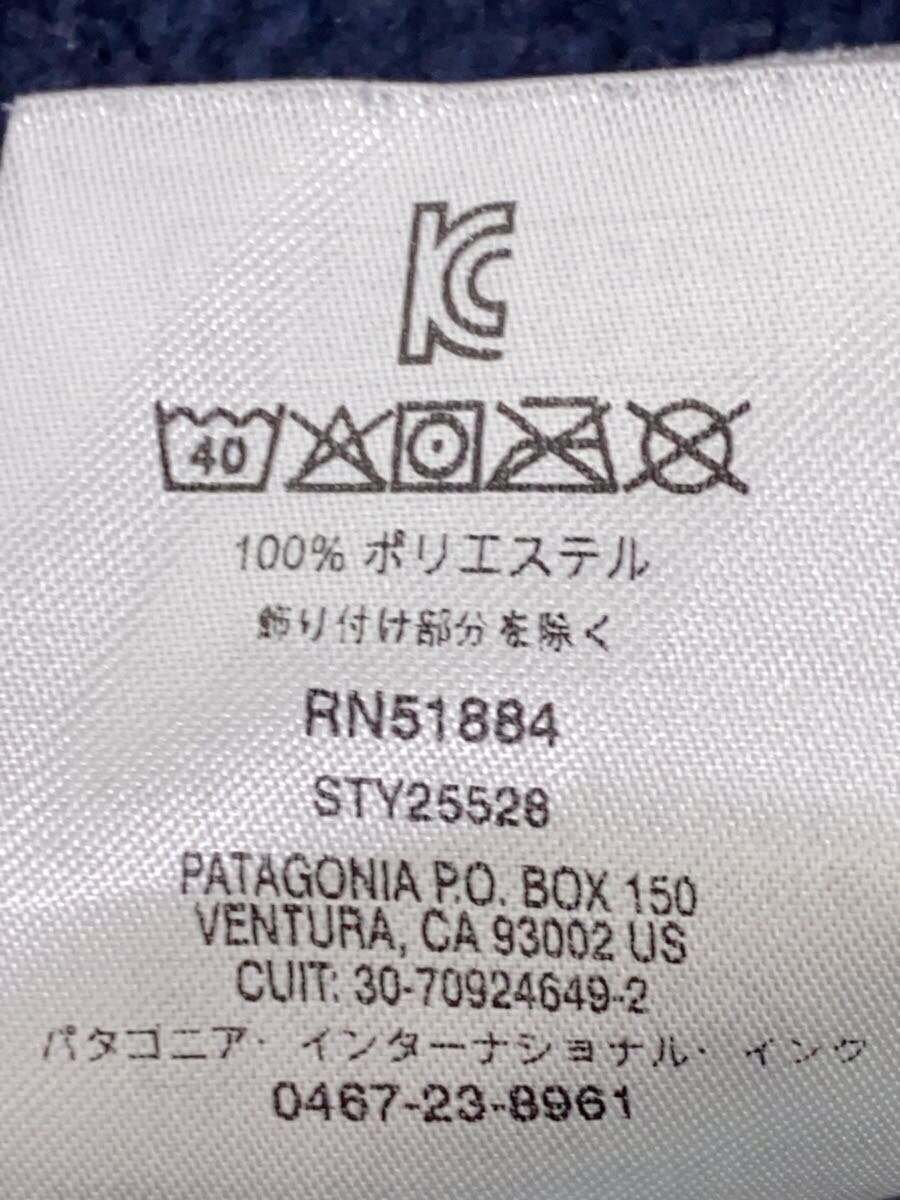 KC
40
100% ポリエステル
飾り付け部分を除く
RN51884
STY25528
PATAGONIA P.O. BOX 150
VENTURA, CA 93002 US
CUIT: 30-70924649-2
パタゴニア・インターナショナル・インク
0467-23-8961